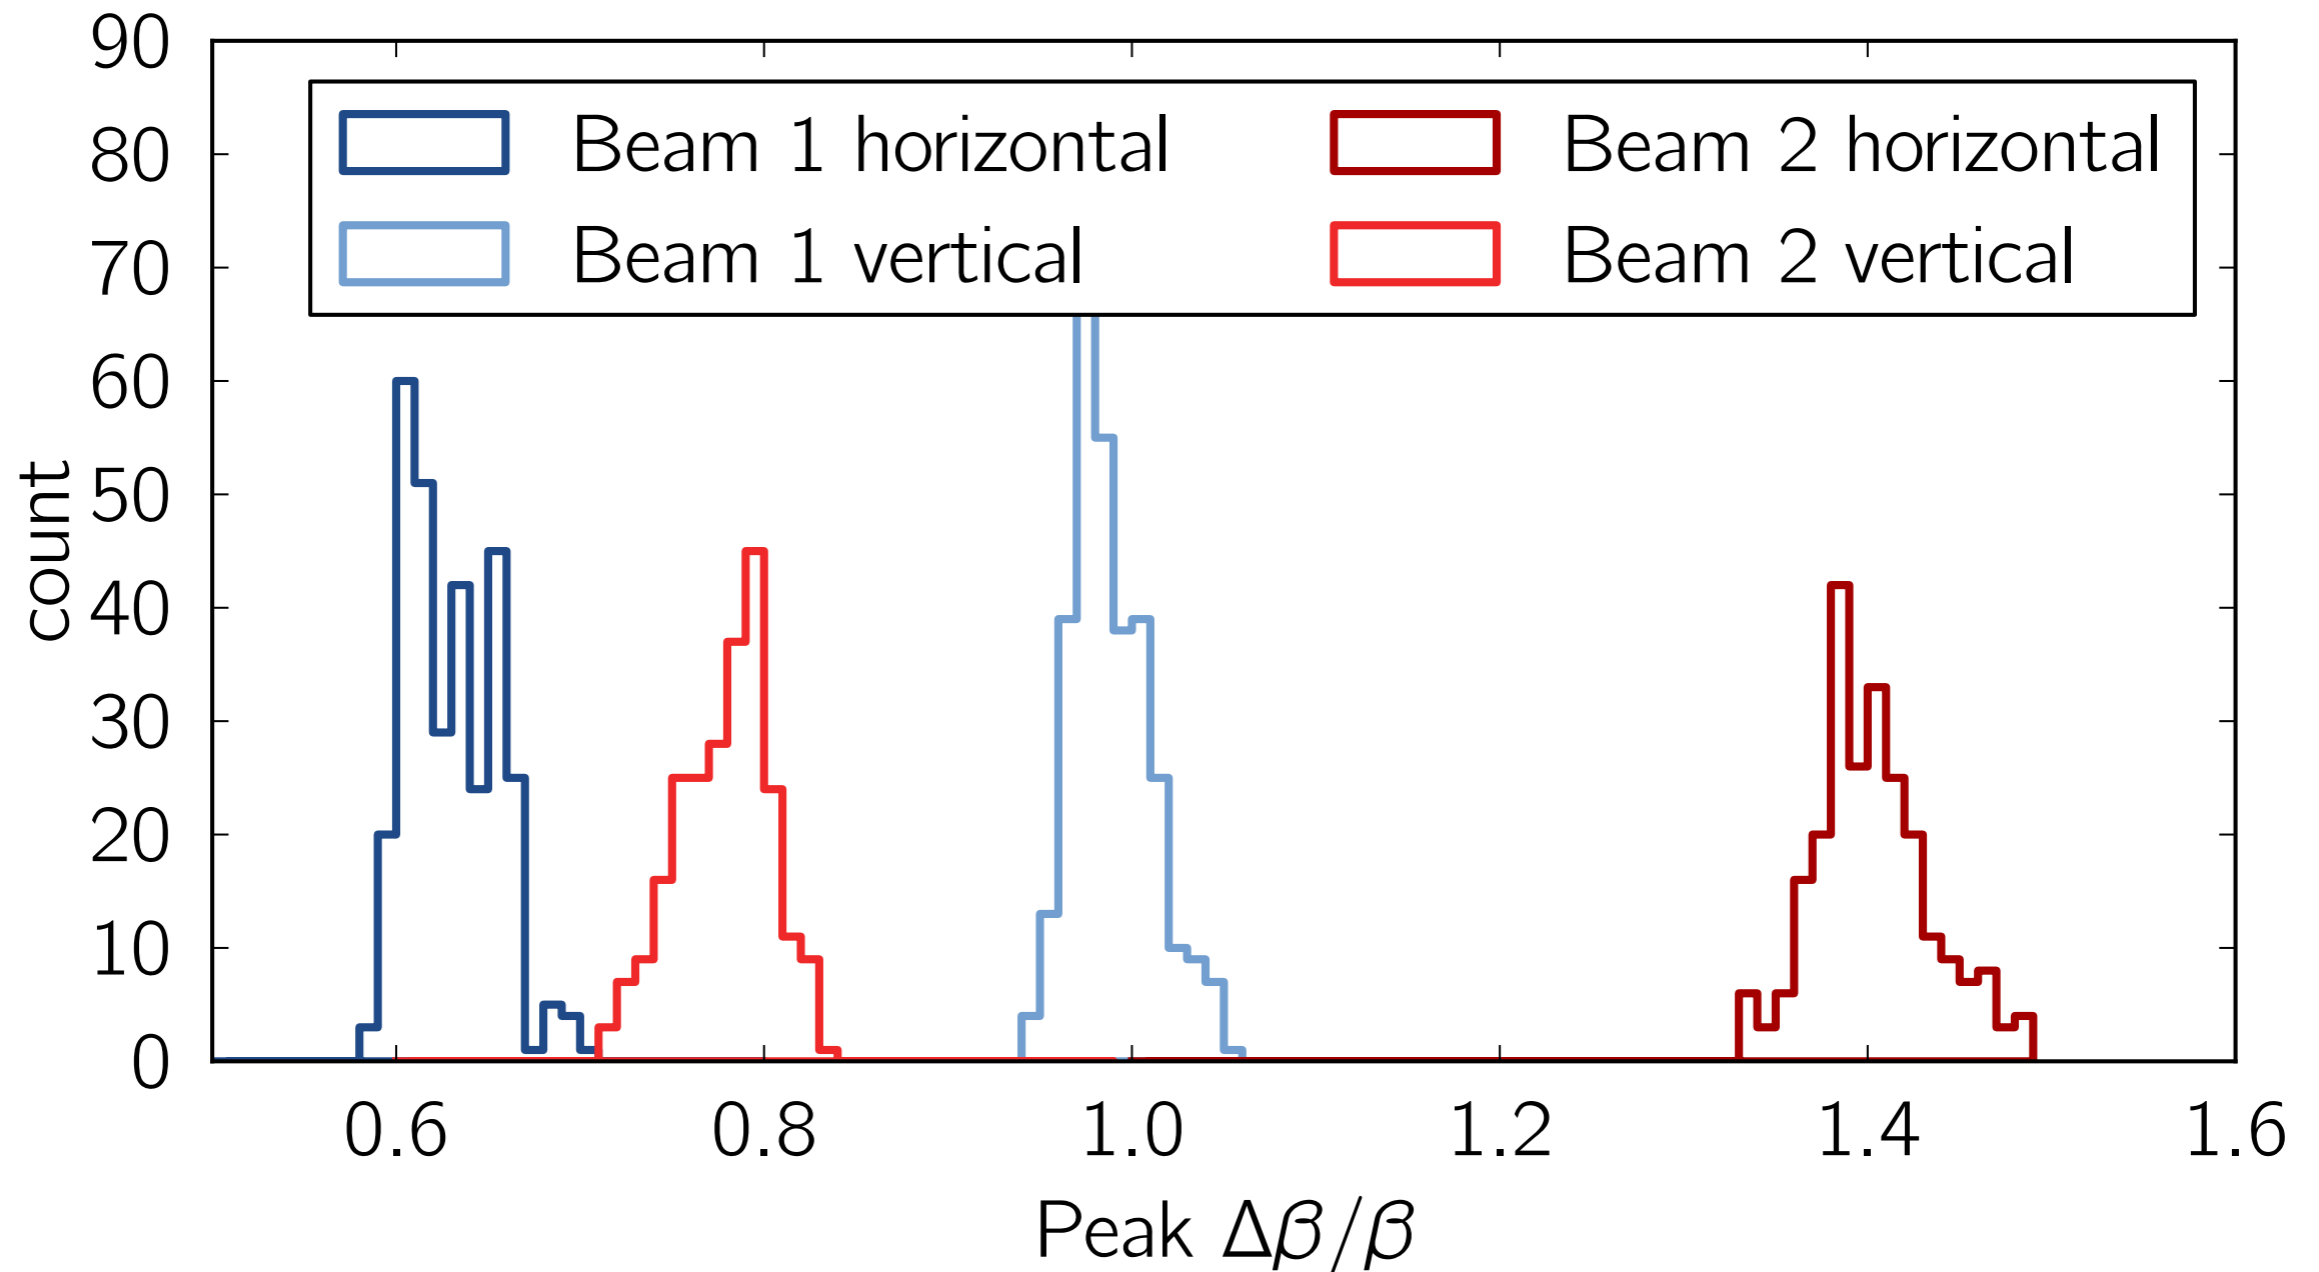 90
80
70
60
50
40
30
20
10
0
count
Beam 1 horizontal
Beam 1 vertical
Beam 2 horizontal
Beam 2 vertical
0.6 0.8 1.0 1.2 1.4 1.6
Peak Δβ/β